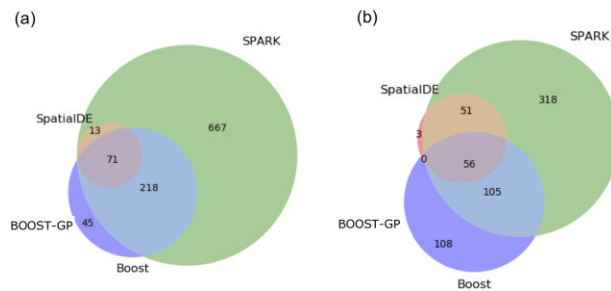 (a)
SPARK
SpatialDE
13
667
71
218
BOOST-GP
45
Boost
(b)
SPARK
SpatialDE
51
318
3
0
56
105
BOOST-GP
108
Boost